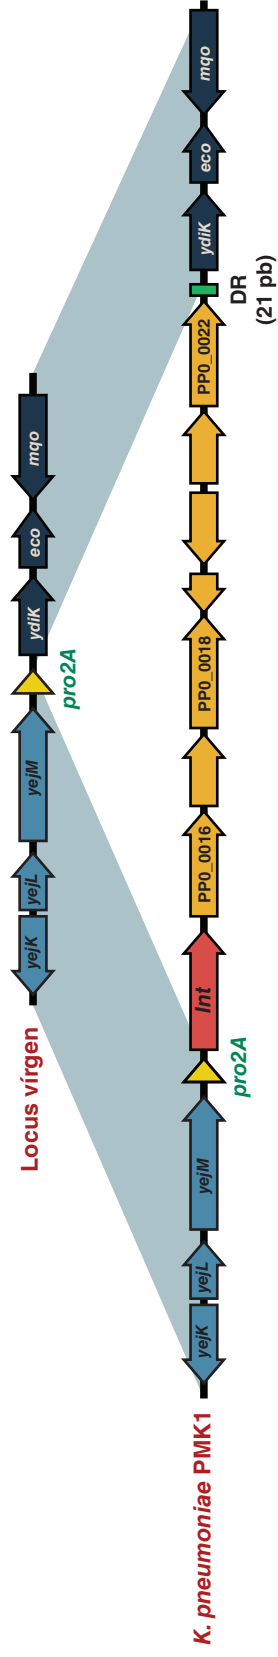 Locus vírgen
yejK
yejL
yejM
pro2A
ydiK
eco
mqo
K. pneumoniae PMK1
yejK
yejL
yejM
pro2A
Int
PP0_0016
PP0_0018
PP0_0022
DR
(21 pb)
ydiK
eco
mqo